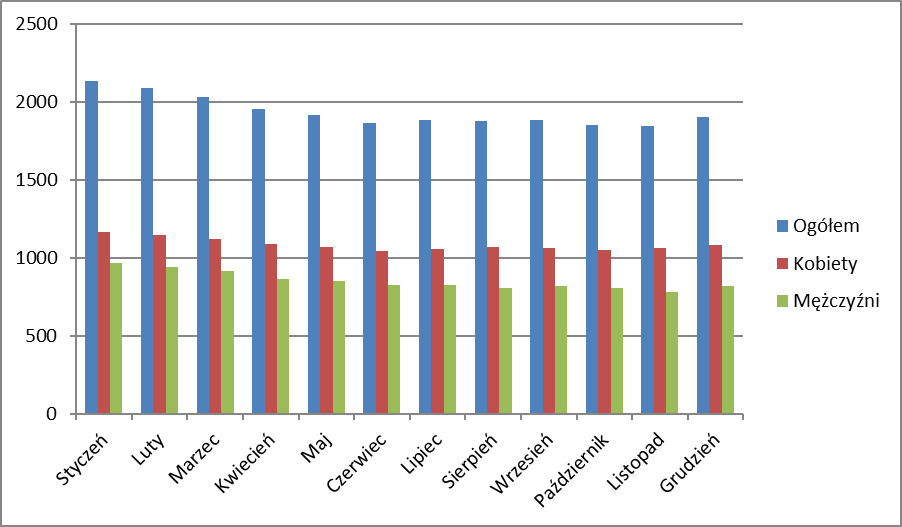 2500
2000
1500
1000
500
0
Styczeń
Luty
Marzec
Kwiecień
Maj
Czerwiec
Lipiec
Sierpień
Wrzesień
Październik
Listopad
Grudzień
Ogółem
Kobiety
Mężczyźni